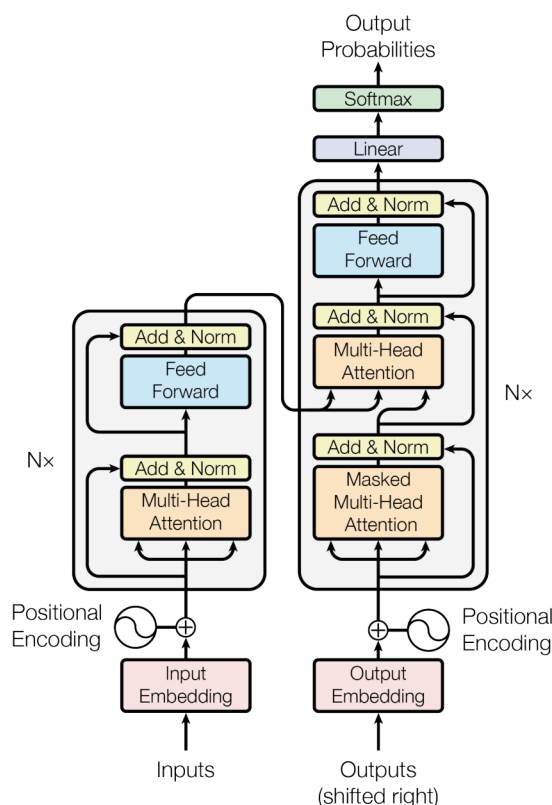 Output
Probabilities
Softmax
Linear
Add & Norm
Feed
Forward
Add & Norm
Multi-Head
Attention
Add & Norm
Masked
Multi-Head
Attention
N×
Add & Norm
Feed
Forward
Add & Norm
Multi-Head
Attention
N×
Positional
Encoding
Positional
Encoding
Input
Embedding
Output
Embedding
Inputs
Outputs
(shifted right)